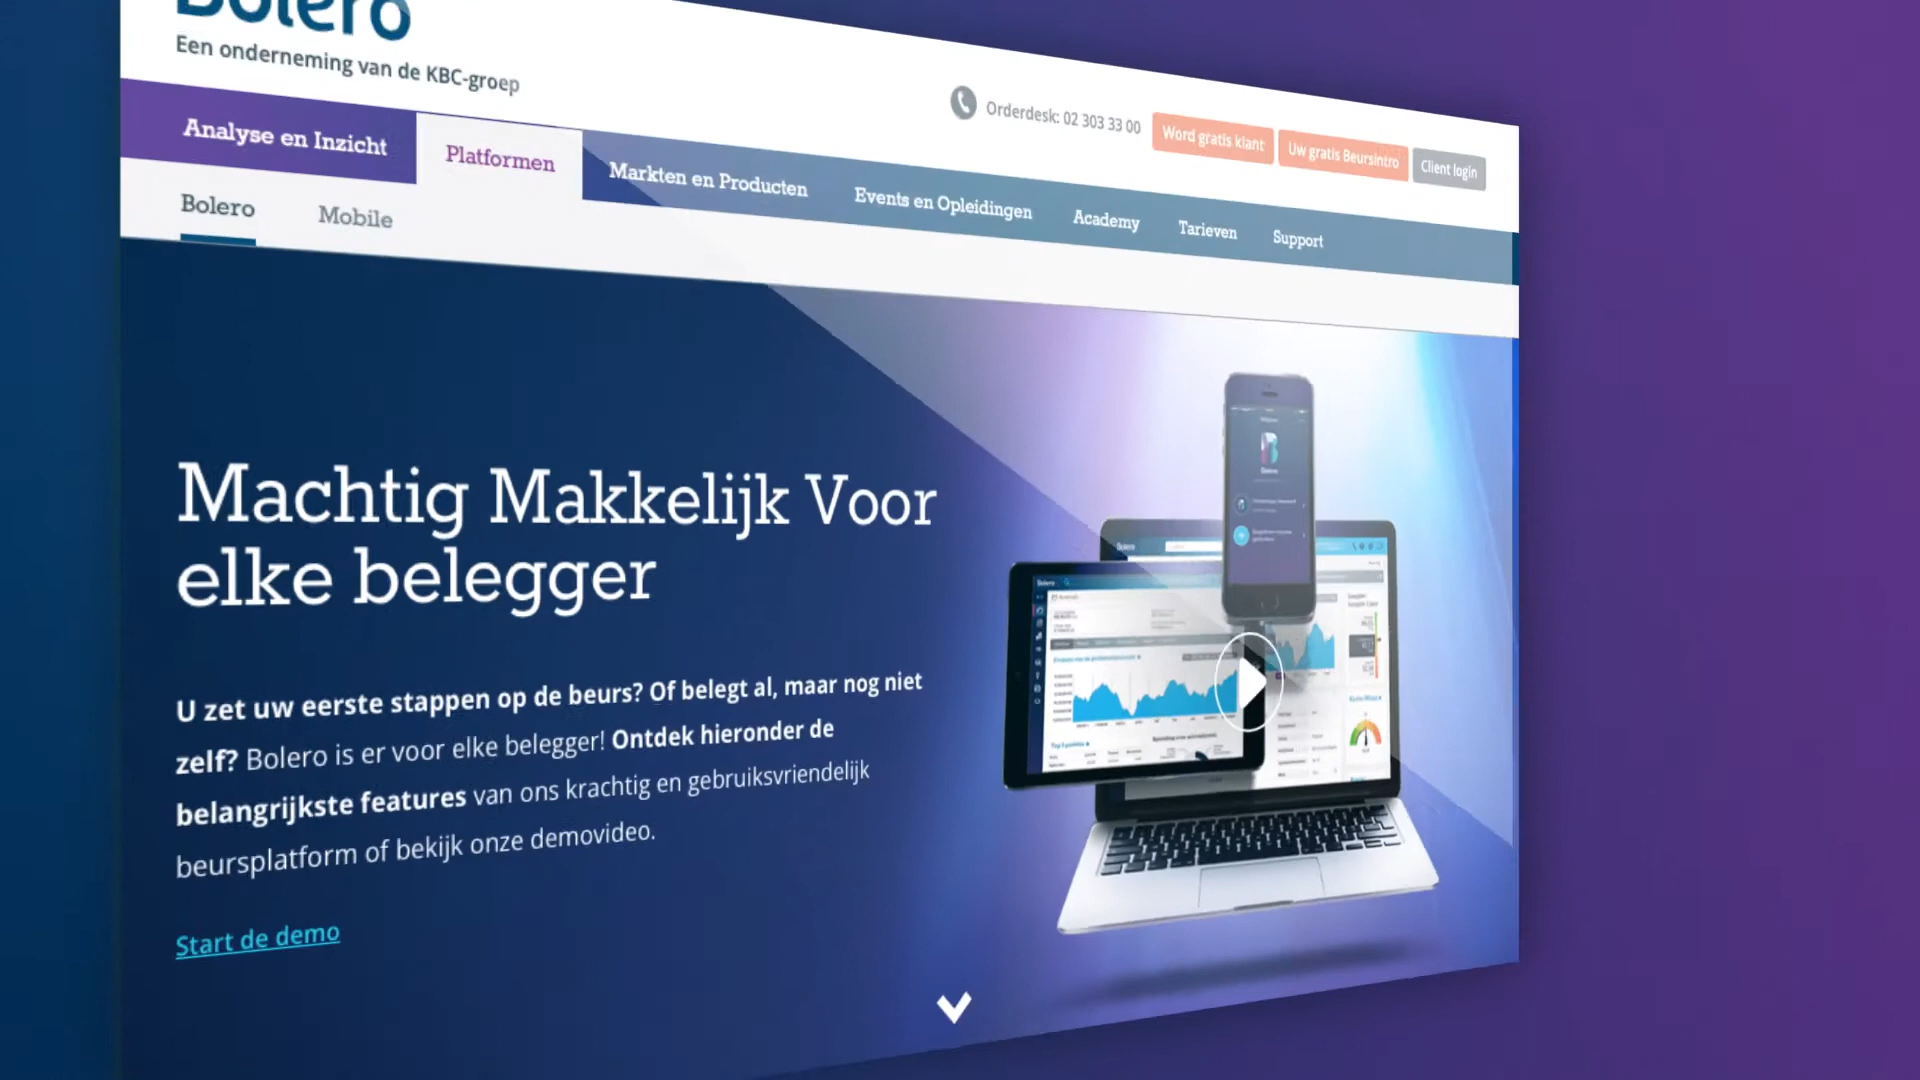 Bolero
Een onderneming van de KBC-groep
Orderdesk: 02 303 33 00
Word gratis klant
Uw gratis Beursintro
Client login
Analyse en Inzicht
Platformen
Markten en Producten
Events en Opleidingen
Academy
Tarieven
Support
Bolero
Mobile
Machtig Makkelijk Voor
elke belegger
U zet uw eerste stappen op de beurs? Of belegt al, maar nog niet
zelf? Bolero is er voor elke belegger! Ontdek hieronder de
belangrijkste features van ons krachtig en gebruiksvriendelijk
beursplatform of bekijk onze demovideo.
Start de demo
Bolero
Bolero